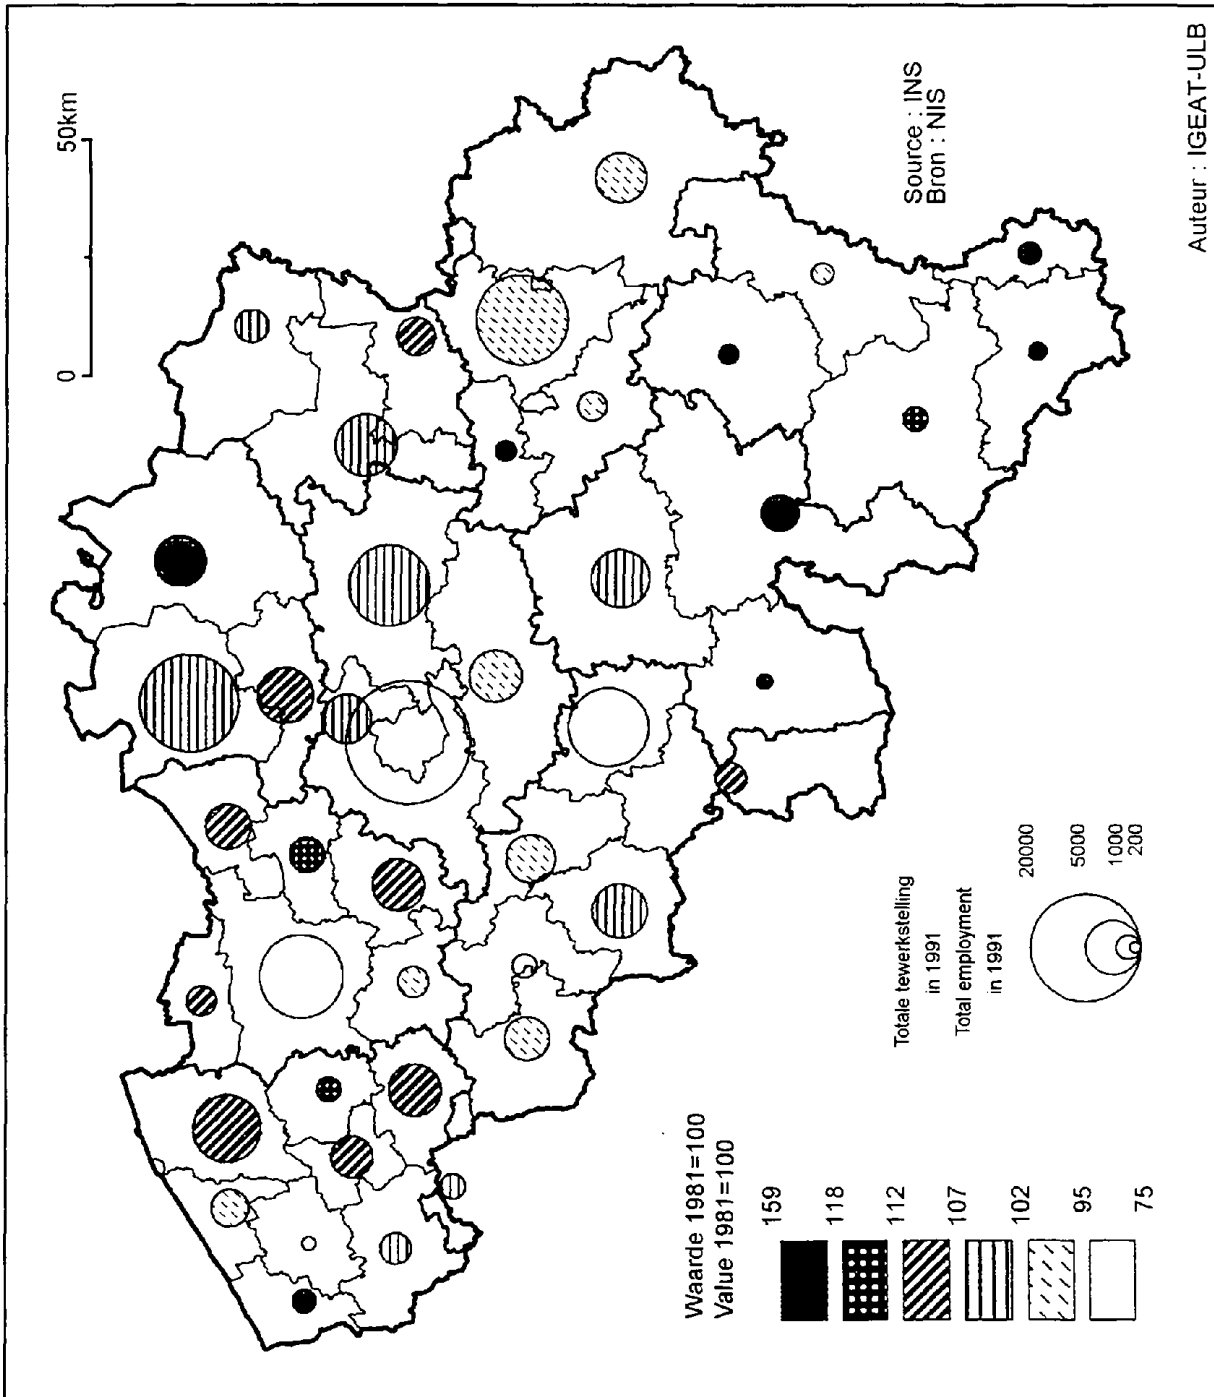 0
50km
Source : INS
Bron : NIS
Auteur : IGEAT-ULB
Waarde 1981=100
Value 1981=100
159
118
112
107
102
95
75
Totale tewerkstelling
in 1991
Total employment
in 1991
20000
5000
1000
200